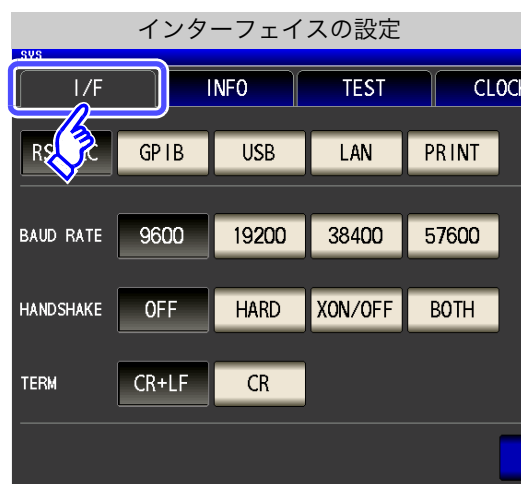 インターフェイスの設定
SYS
I/F INFO TEST
GPIB USB LAN PRINT
BAUD RATE 9600 19200 38400 57600
HANDSHAKE OFF HARD XON/OFF BOTH
TERM CR+LF CR